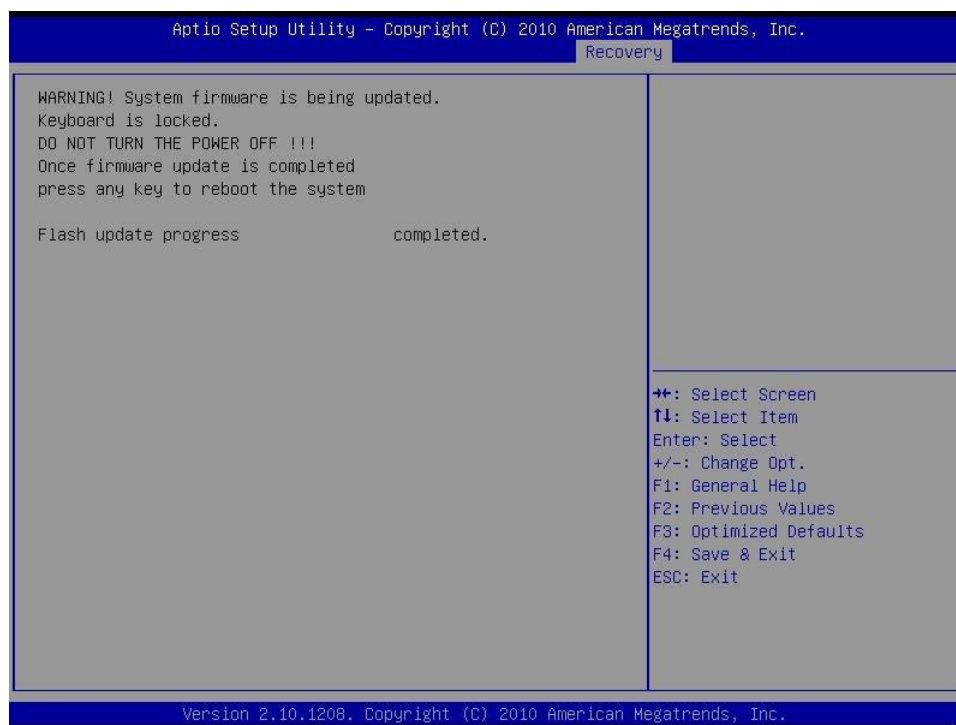 Aptio Setup Utility – Copyright (C) 2010 American Megatrends, Inc.
Recovery
WARNING! System firmware is being updated.
Keyboard is locked.
DO NOT TURN THE POWER OFF !!!
Once firmware update is completed
press any key to reboot the system
Flash update progress completed.
→←: Select Screen
↑↓: Select Item
Enter: Select
+/-: Change Opt.
F1: General Help
F2: Previous Values
F3: Optimized Defaults
F4: Save & Exit
ESC: Exit
Version 2.10.1208. Copyright (C) 2010 American Megatrends, Inc.